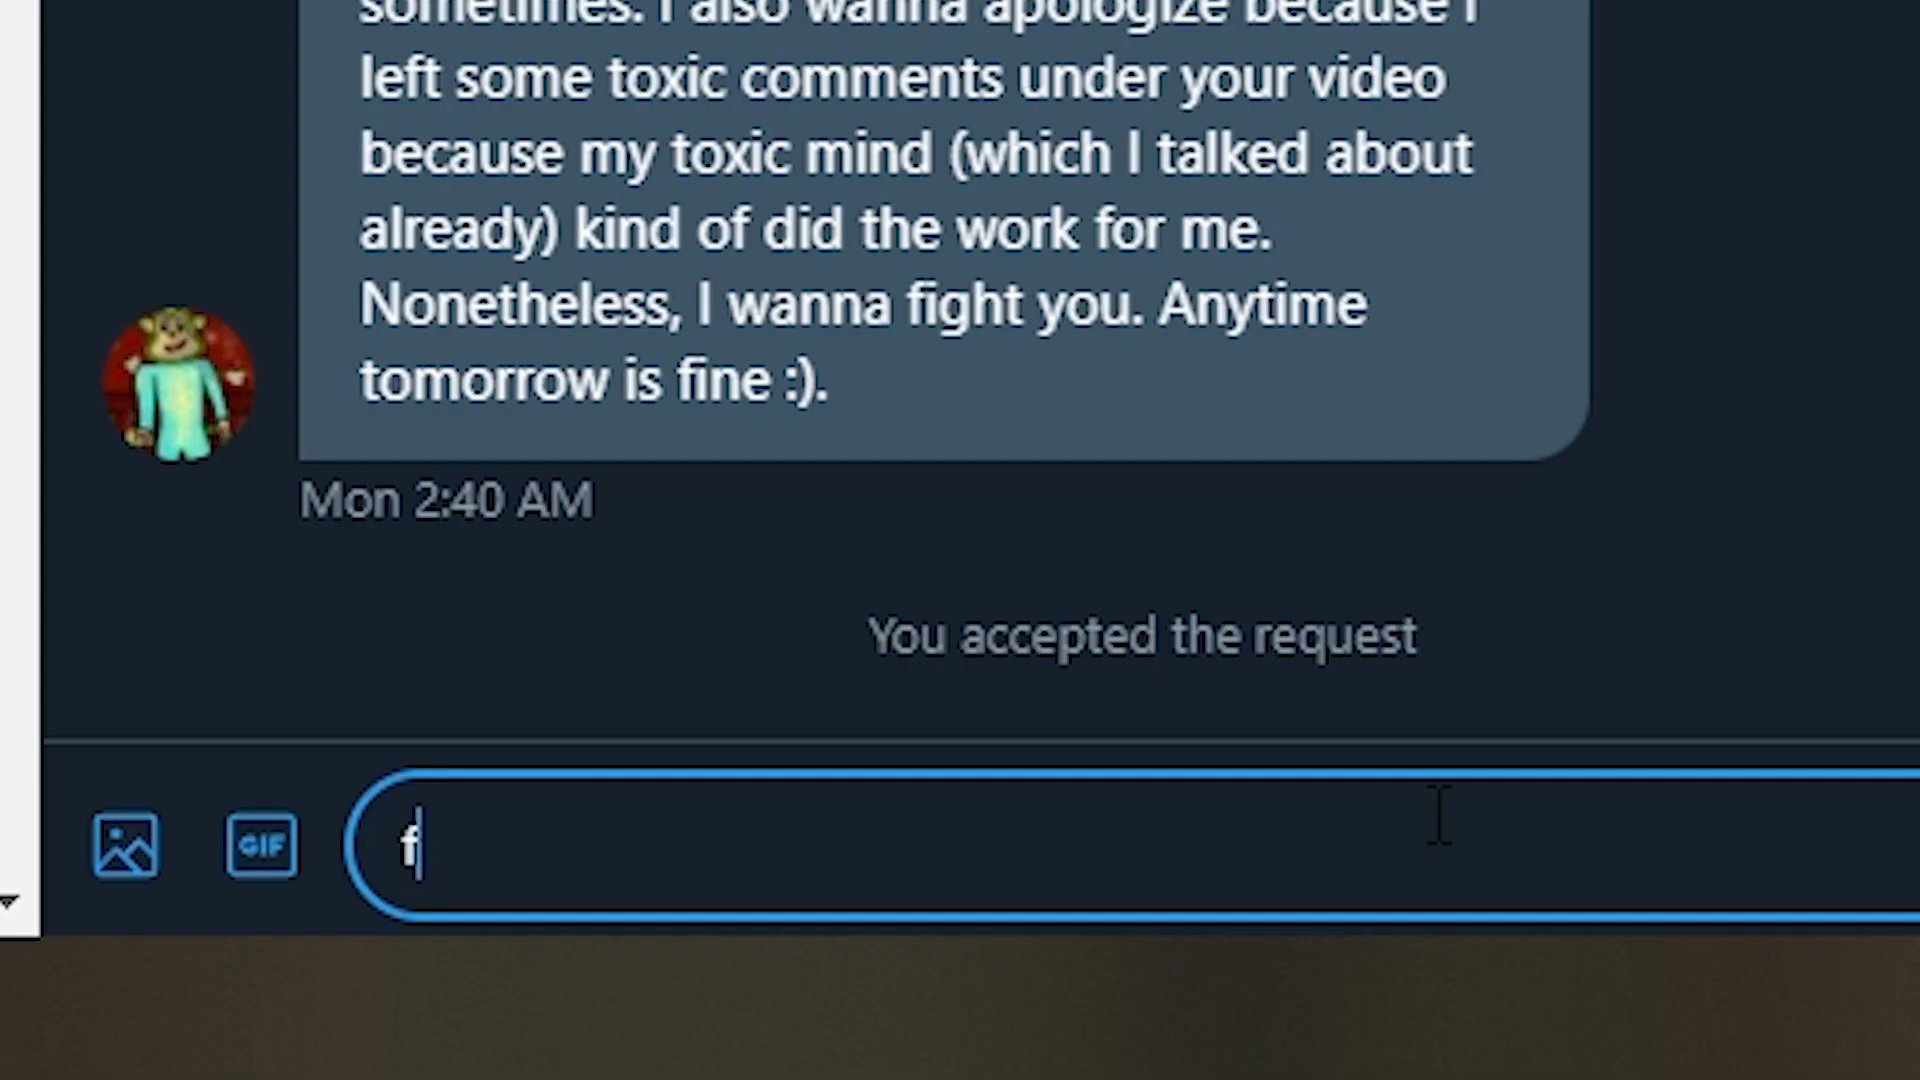 sometimes. I also wanna apologize because I
left some toxic comments under your video
because my toxic mind (which I talked about
already) kind of did the work for me.
Nonetheless, I wanna fight you. Anytime
tomorrow is fine :).
Mon 2:40 AM
You accepted the request
GIF
f